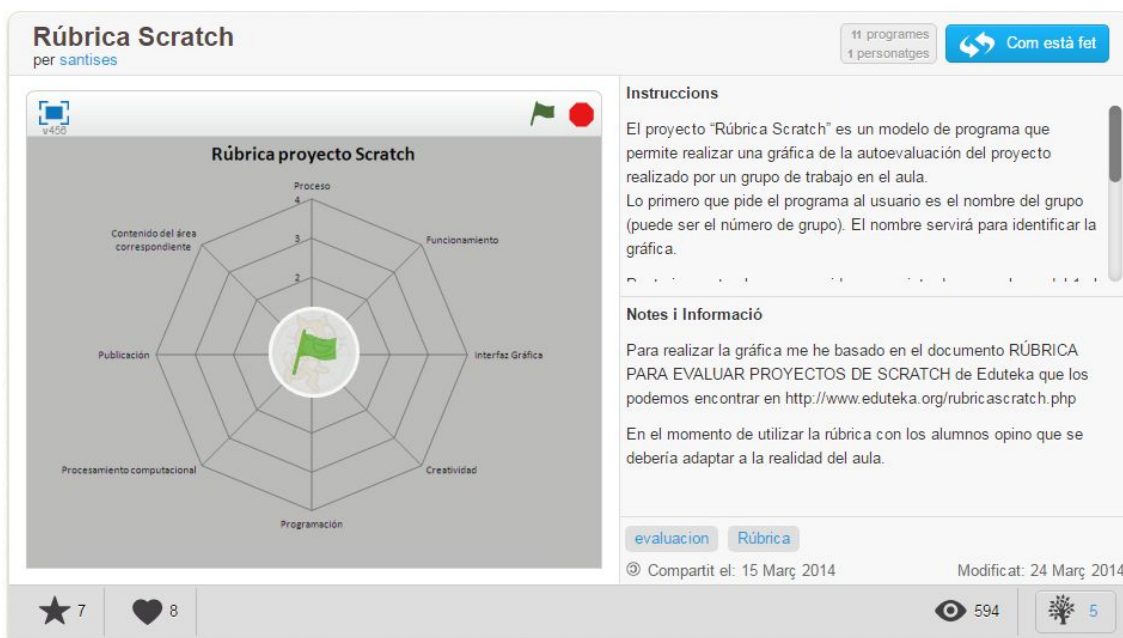 Rúbrica Scratch
per santises
11 programes
1 personatges
Com està fet
v456
Rúbrica proyecto Scratch
Proceso
4
3
2
Contenido del área
correspondiente
Funcionamiento
Publicación
Interfaz Gráfica
Procesamiento computacional
Creatividad
Programación
Instruccions
El proyecto “Rúbrica Scratch” es un modelo de programa que
permite realizar una gráfica de la autoevaluación del proyecto
realizado por un grupo de trabajo en el aula.
Lo primero que pide el programa al usuario es el nombre del grupo
(puede ser el número de grupo). El nombre servirá para identificar la
gráfica.
Notes i Informació
Para realizar la gráfica me he basado en el documento RÚBRICA
PARA EVALUAR PROYECTOS DE SCRATCH de Eduteka que los
podemos encontrar en http://www.eduteka.org/rubricascratch.php
En el momento de utilizar la rúbrica con los alumnos opino que se
debería adaptar a la realidad del aula.
evaluacion Rúbrica
Compartit el: 15 Març 2014 Modificat: 24 Març 2014
7 8 594 5